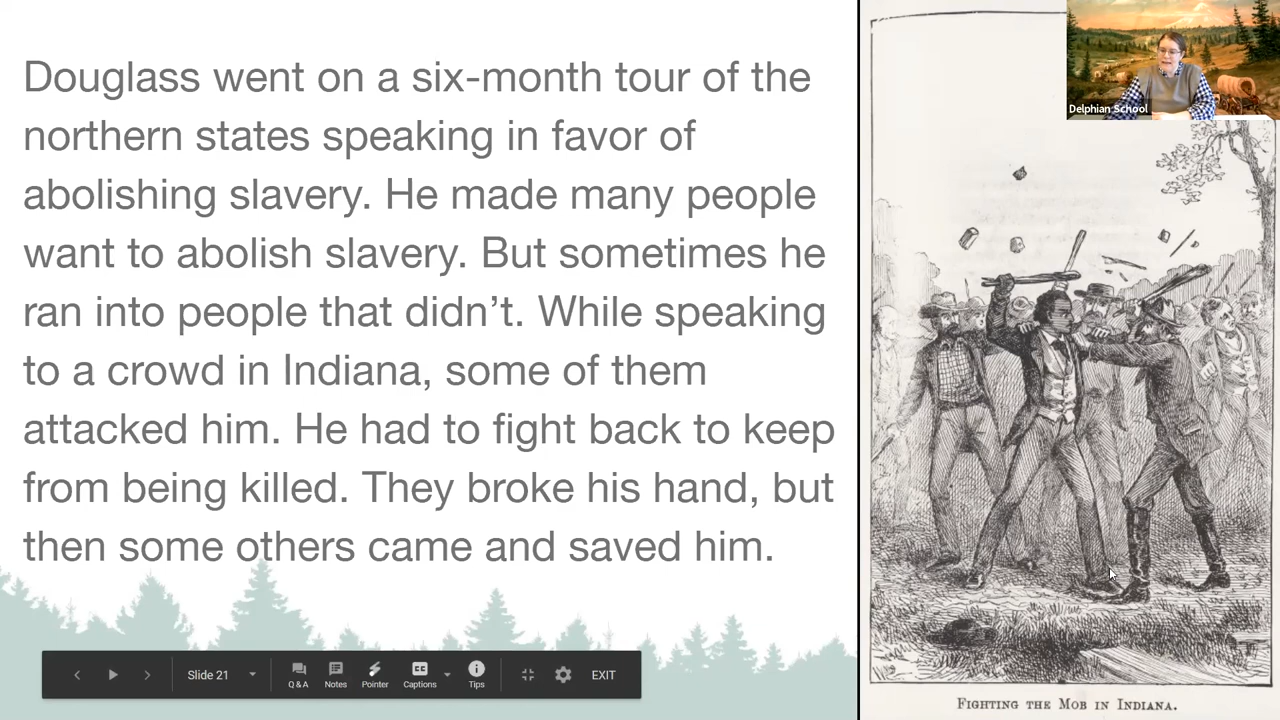 Douglass went on a six-month tour of the
northern states speaking in favor of
abolishing slavery. He made many people
want to abolish slavery. But sometimes he
ran into people that didn’t. While speaking
to a crowd in Indiana, some of them
attacked him. He had to fight back to keep
from being killed. They broke his hand, but
then some others came and saved him.
Delphian School
Slide 21
Q & A
Notes
Pointer
CC
Captions
Tips
EXIT
FIGHTING THE MOB IN INDIANA.